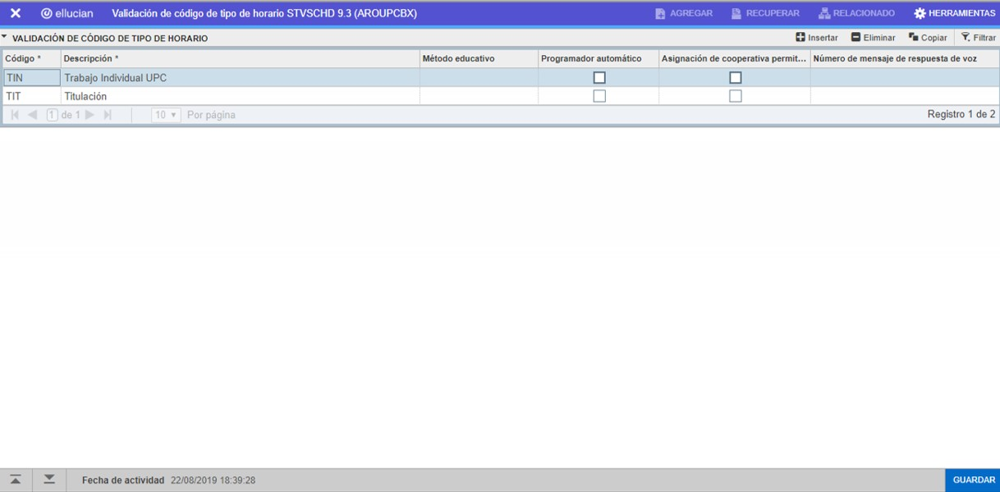 ellucian Validación de código de tipo de horario STVSCHD 9.3 (AROUPCBX) AGREGAR RECUPERAR RELACIONADO HERRAMIENTAS
VALIDACIÓN DE CÓDIGO DE TIPO DE HORARIO Insertar Eliminar Copiar Filtrar
Código * Descripción * Método educativo Programador automático Asignación de cooperativa permit... Número de mensaje de respuesta de voz
TIN Trabajo Individual UPC
TIT Titulación
1 de 1 10 Por página Registro 1 de 2
Fecha de actividad 22/08/2019 18:39:28 GUARDAR